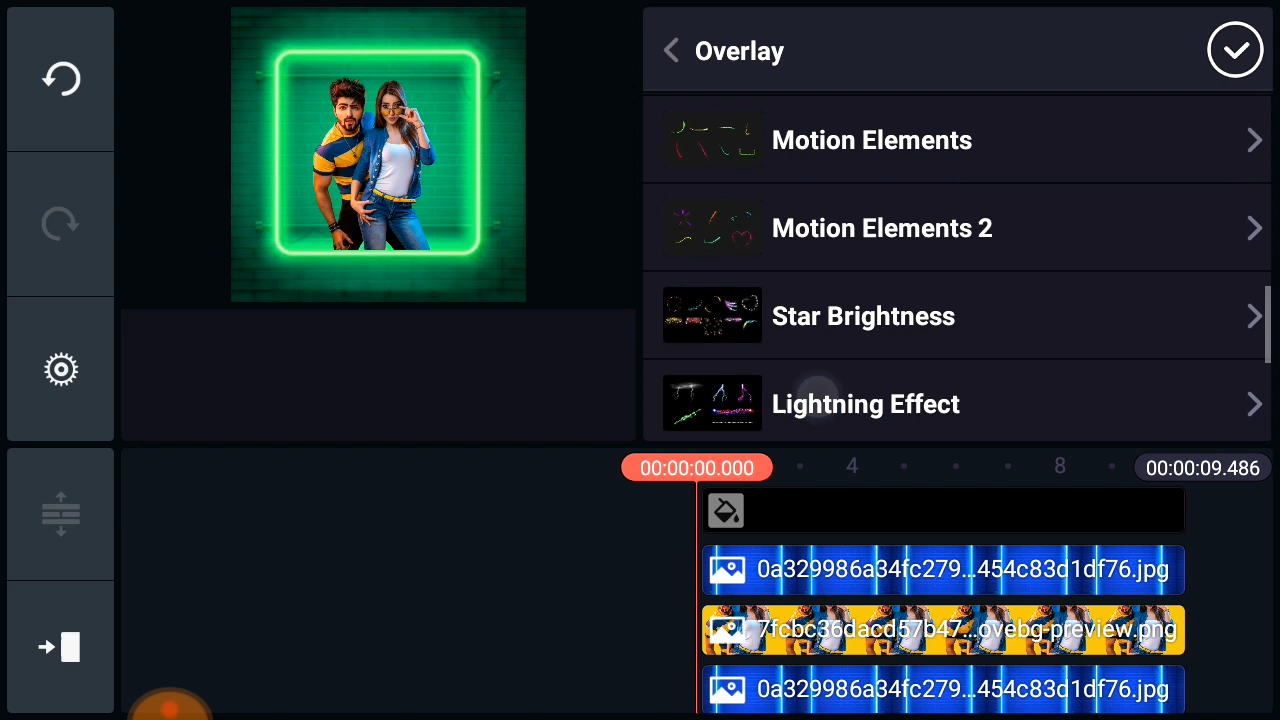 Overlay
Motion Elements
Motion Elements 2
Star Brightness
Lightning Effect
00:00:00.000
4
8
00:00:09.486
0a329986a34fc279...454c83d1df76.jpg
7fcbc36dacd57b47...ovebg-preview.png
0a329986a34fc279...454c83d1df76.jpg